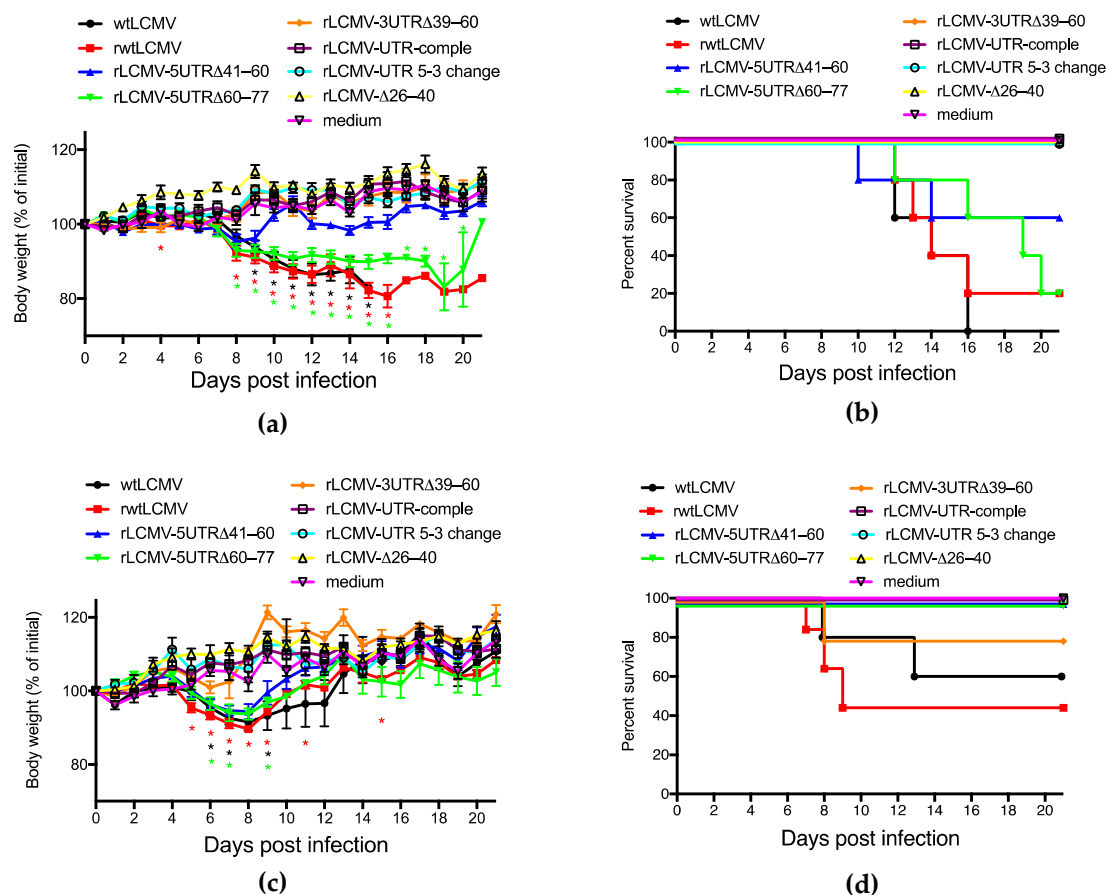 wtLCMV
rwtLCMV
rLCMV-5UTRΔ41–60
rLCMV-5UTRΔ60–77
rLCMV-3UTRΔ39–60
rLCMV-UTR-comple
rLCMV-UTR 5-3 change
rLCMV-Δ26–40
medium
Body weight (% of initial)
120
100
80
* * * * * * * * * * * * * * * * * * * * * * * * * * * *
0 2 4 6 8 10 12 14 16 18 20
Days post infection
(a)
wtLCMV
rwtLCMV
rLCMV-5UTRΔ41–60
rLCMV-5UTRΔ60–77
rLCMV-3UTRΔ39–60
rLCMV-UTR-comple
rLCMV-UTR 5-3 change
rLCMV-Δ26–40
medium
Percent survival
100
80
60
40
20
0
0 2 4 6 8 10 12 14 16 18 20
Days post infection
(b)
wtLCMV
rwtLCMV
rLCMV-5UTRΔ41–60
rLCMV-5UTRΔ60–77
rLCMV-3UTRΔ39–60
rLCMV-UTR-comple
rLCMV-UTR 5-3 change
rLCMV-Δ26–40
medium
Body weight (% of initial)
120
100
80
* * * * * * * * * * * *
0 2 4 6 8 10 12 14 16 18 20
Days post infection
(c)
wtLCMV
rwtLCMV
rLCMV-5UTRΔ41–60
rLCMV-5UTRΔ60–77
rLCMV-3UTRΔ39–60
rLCMV-UTR-comple
rLCMV-UTR 5-3 change
rLCMV-Δ26–40
medium
Percent survival
100
80
60
40
20
0
0 2 4 6 8 10 12 14 16 18 20
Days post infection
(d)